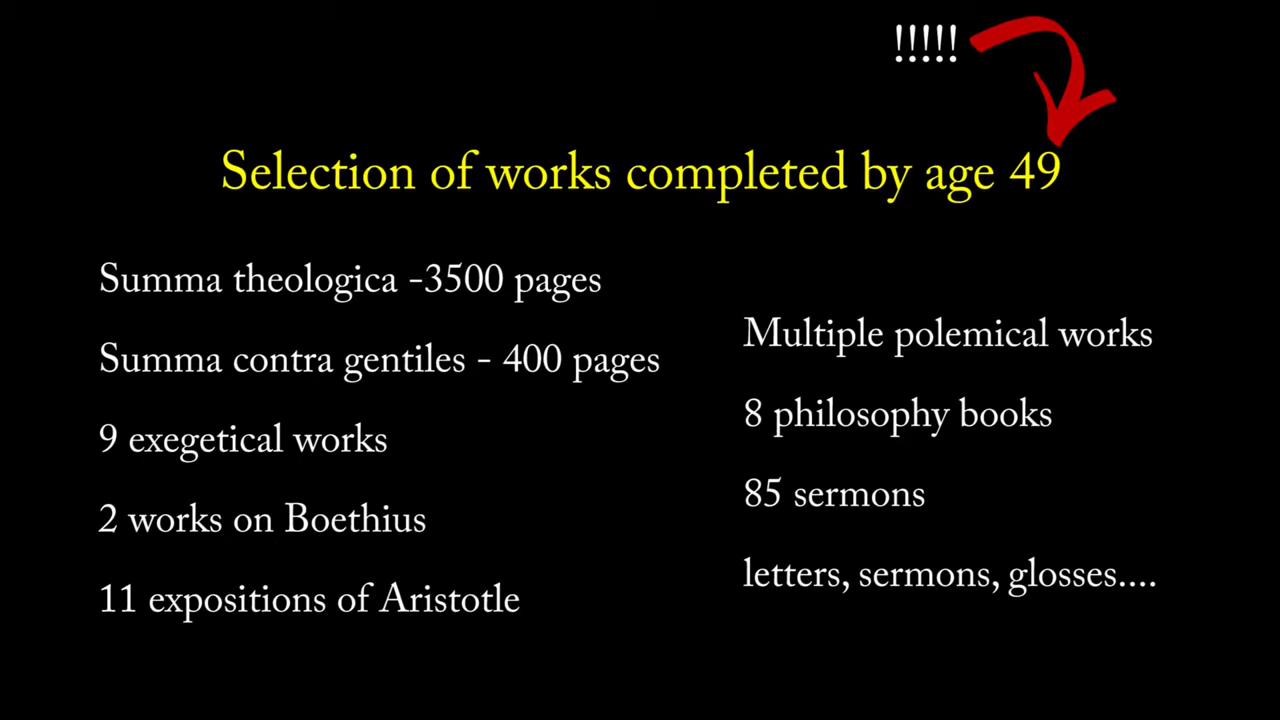 !!!!!
Selection of works completed by age 49
Summa theologica -3500 pages
Summa contra gentiles - 400 pages
9 exegetical works
2 works on Boethius
11 expositions of Aristotle
Multiple polemical works
8 philosophy books
85 sermons
letters, sermons, glosses....